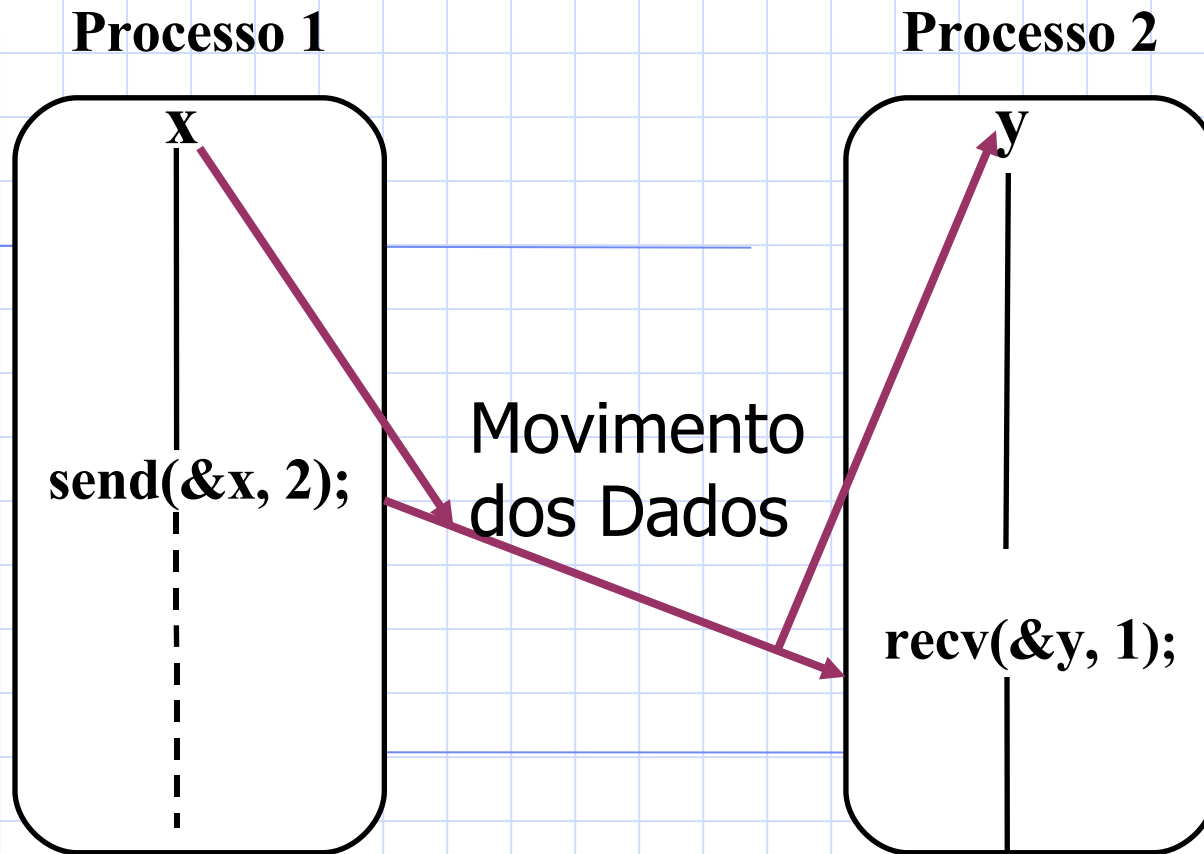 Processo 1
Processo 2
x
y
send(&x, 2);
Movimento
dos Dados
recv(&y, 1);